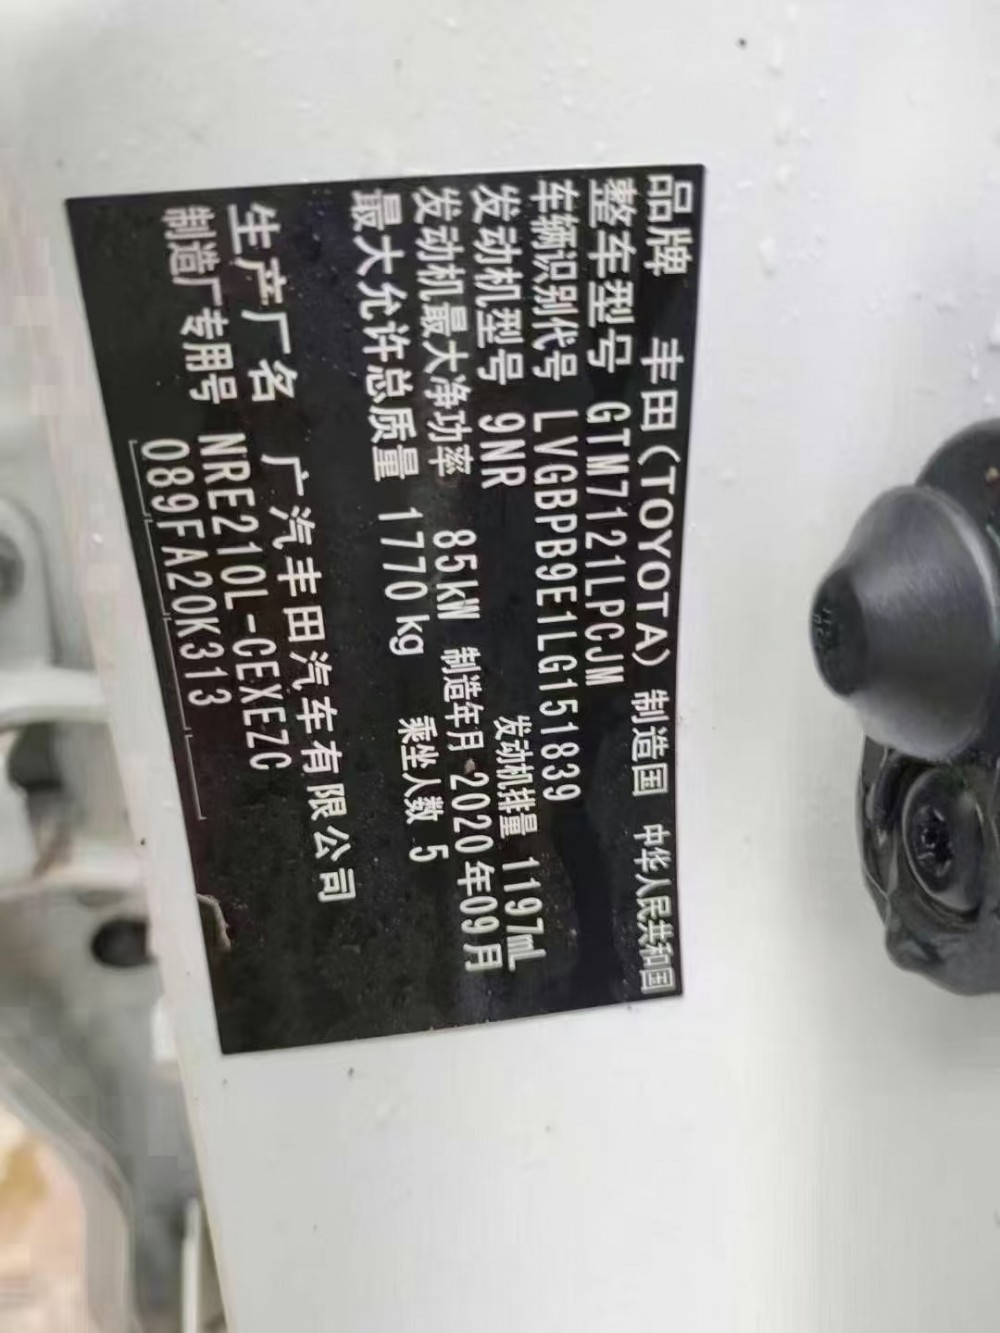 品牌 丰田(TOYOTA) 制造国 中华人民共和国
整车型号 GTM7121LPCJM
车辆识别代号 LVGBPB9E1LG151839
发动机型号 9NR 发动机排量 1197mL
发动机最大净功率 85kW 制造年月 2020年09月
最大允许总质量 1770kg 乘坐人数 5
生产厂名 广汽丰田汽车有限公司
制造厂专用号 NRE210L-CEXEZC
089FA20K313